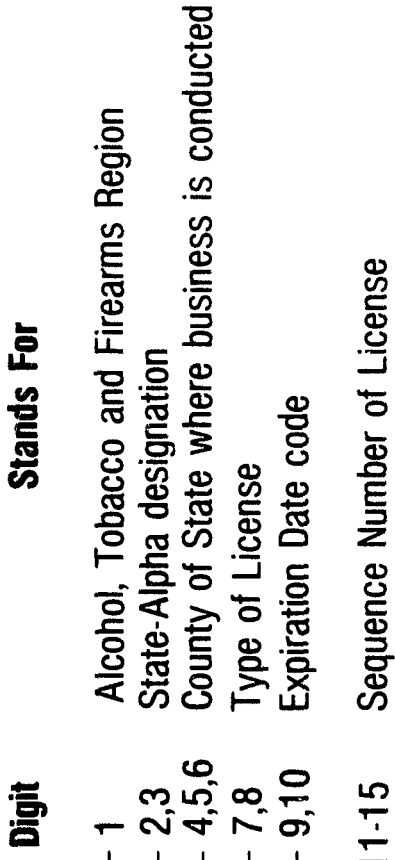 Digit Stands For
- 1 Alcohol, Tobacco and Firearms Region
- 2,3 State-Alpha designation
- 4,5,6 County of State where business is conducted
- 7,8 Type of License
- 9,10 Expiration Date code
11-15 Sequence Number of License